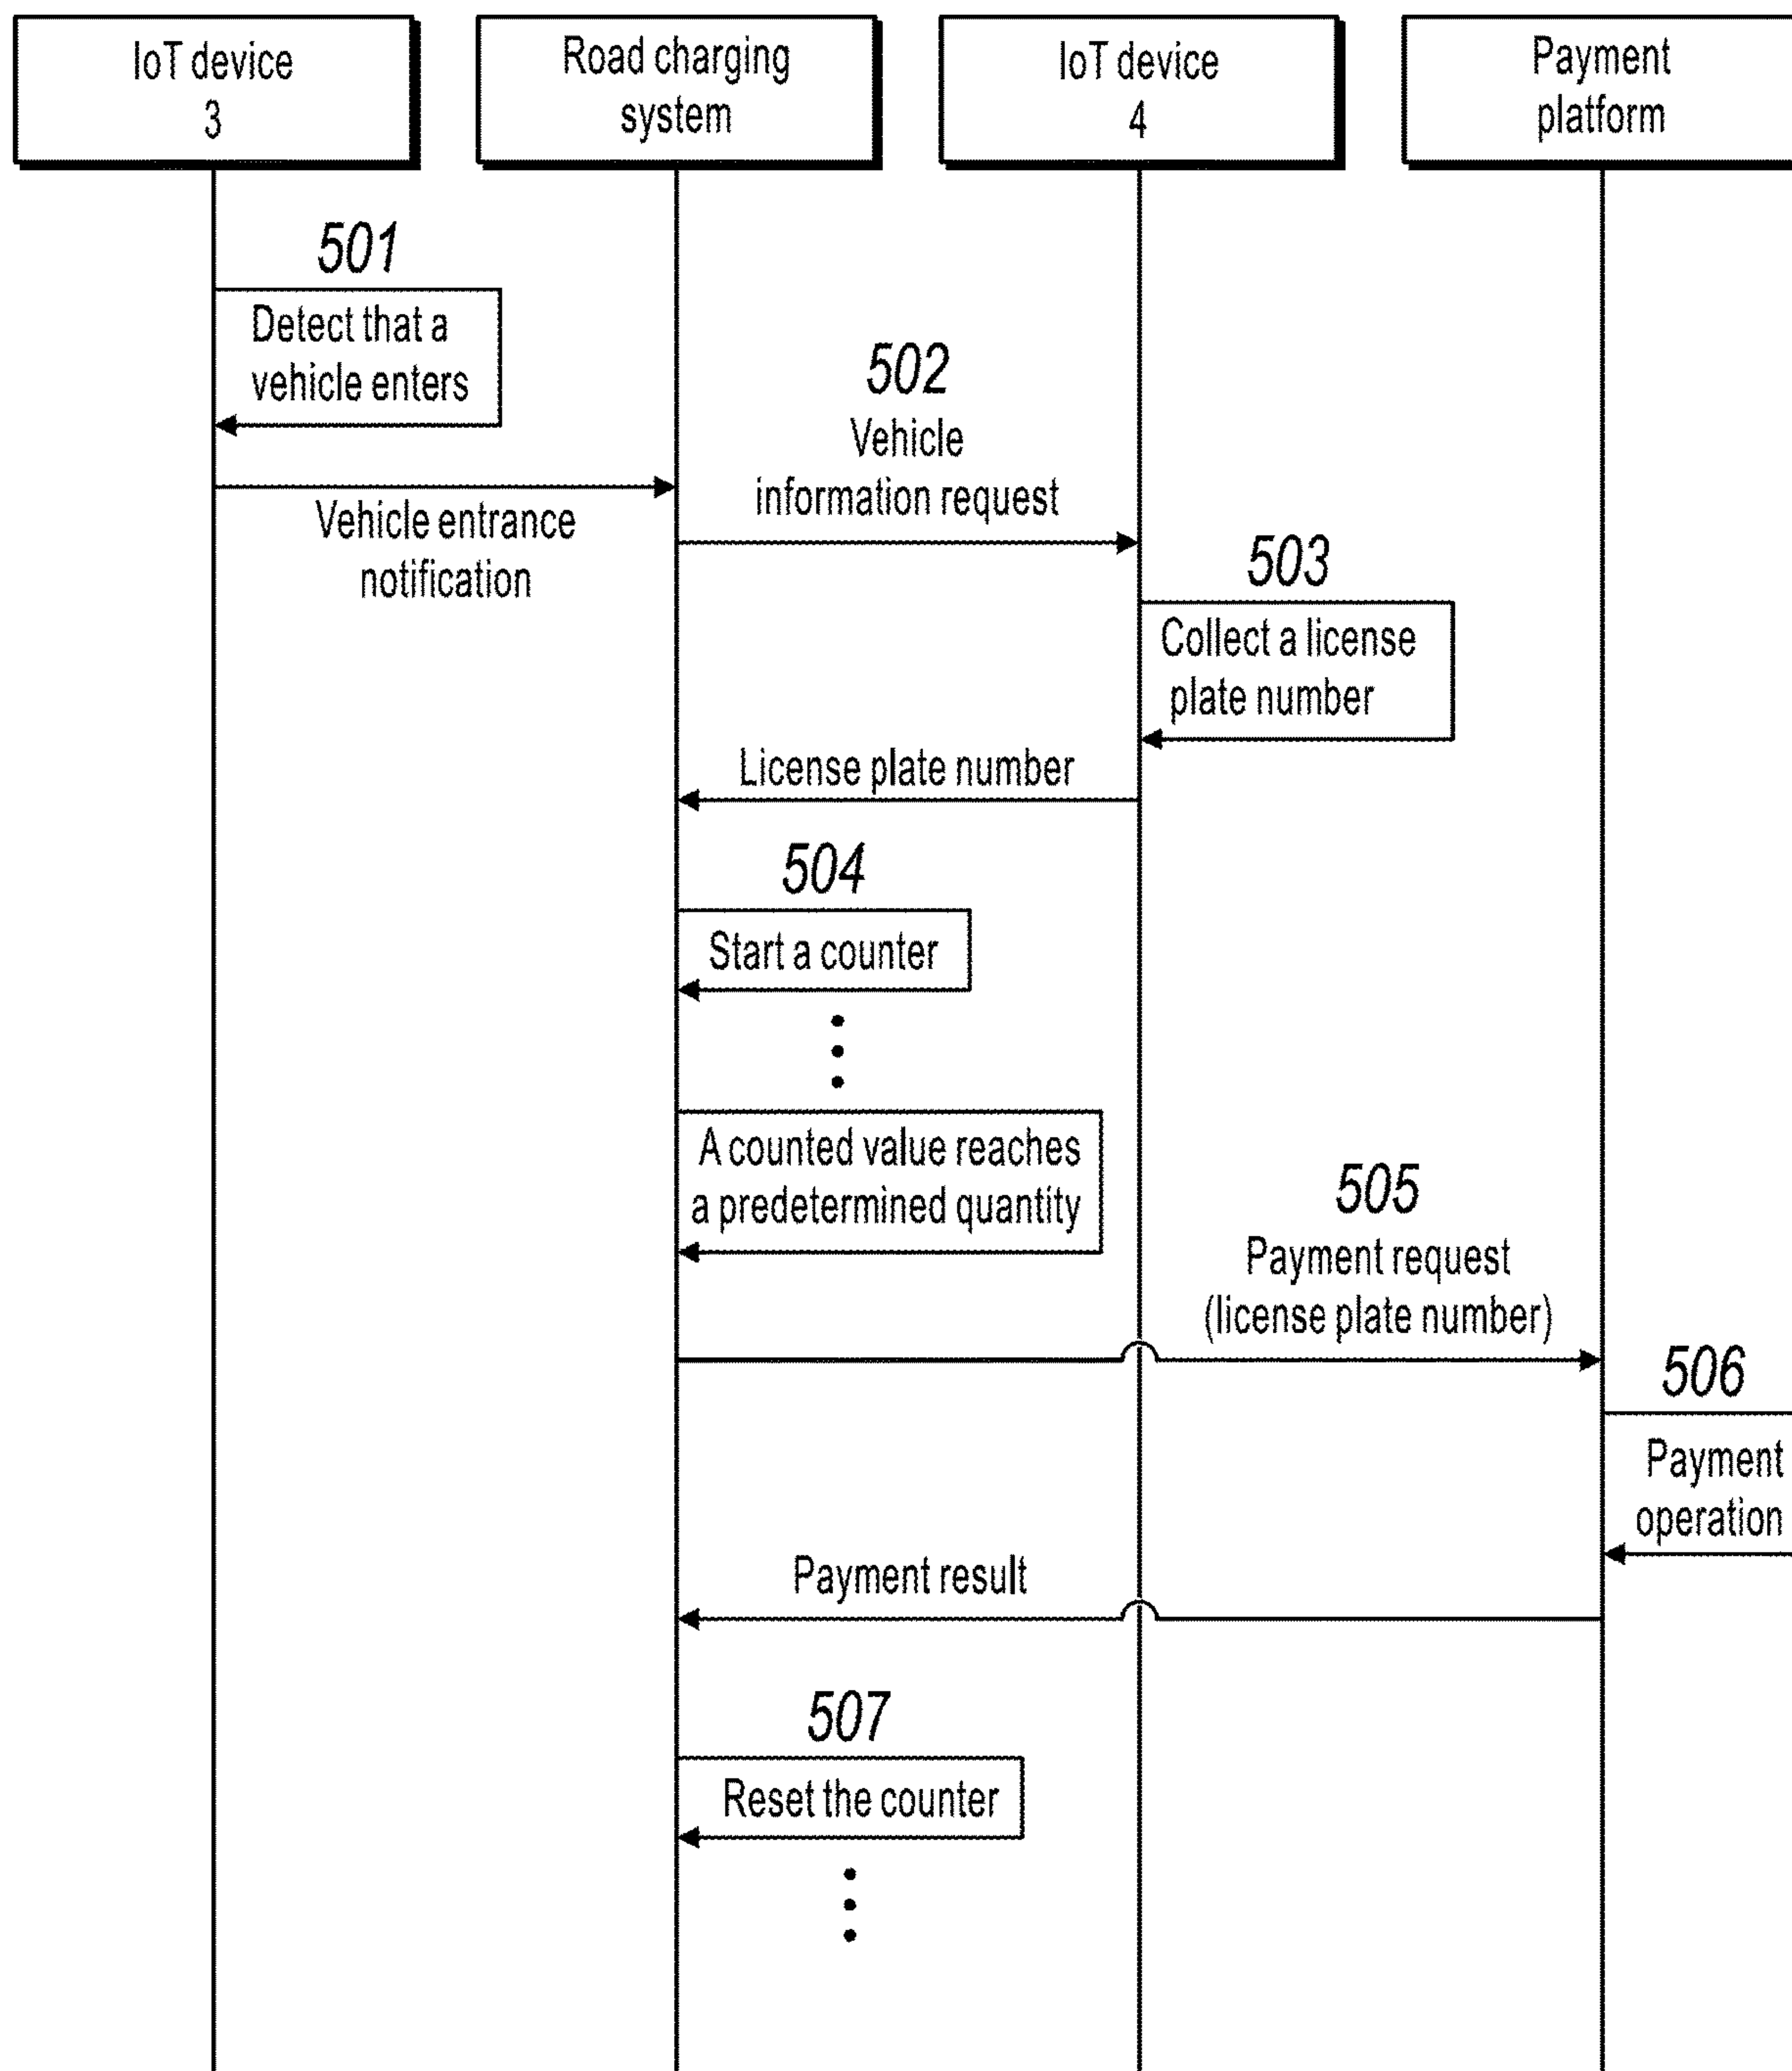 IoT device
3
Road charging
system
IoT device
4
Payment
platform
501
Detect that a
vehicle enters
502
Vehicle
information request
Vehicle entrance
notification
503
Collect a license
plate number
License plate number
504
Start a counter
A counted value reaches
a predetermined quantity
505
Payment request
(license plate number)
506
Payment
operation
Payment result
507
Reset the counter